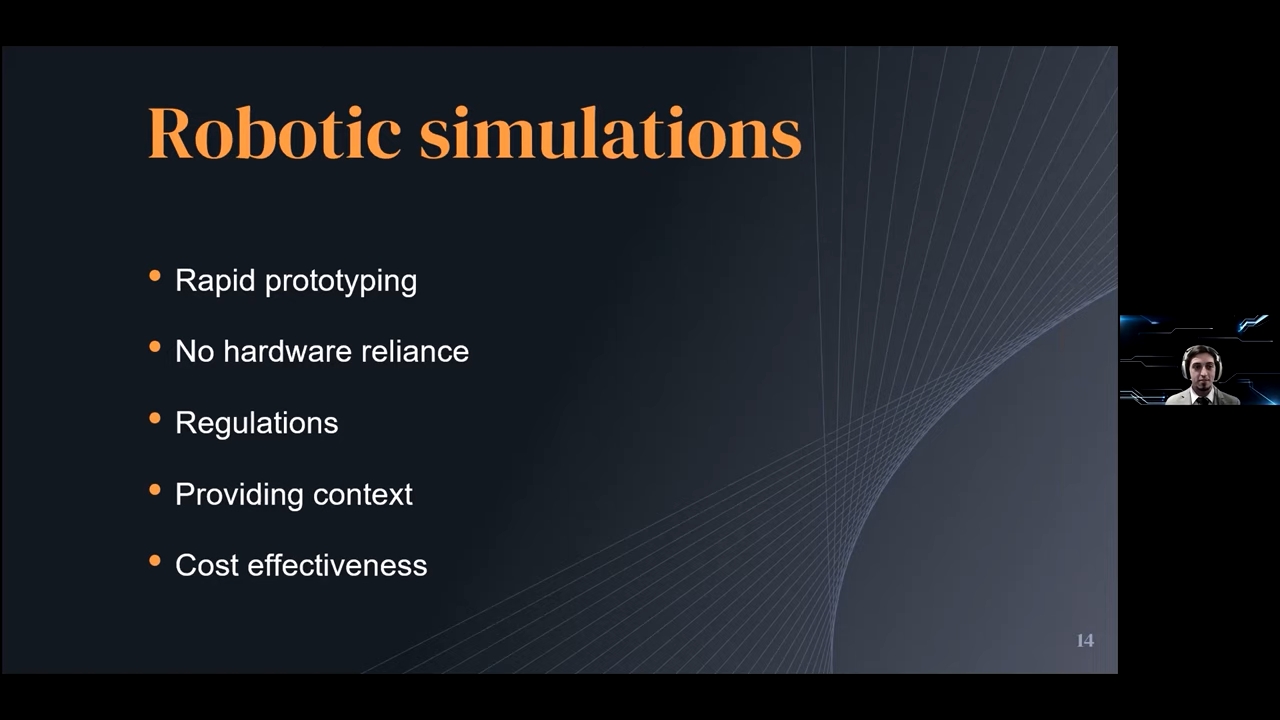 Robotic simulations
• Rapid prototyping
• No hardware reliance
• Regulations
• Providing context
• Cost effectiveness
14